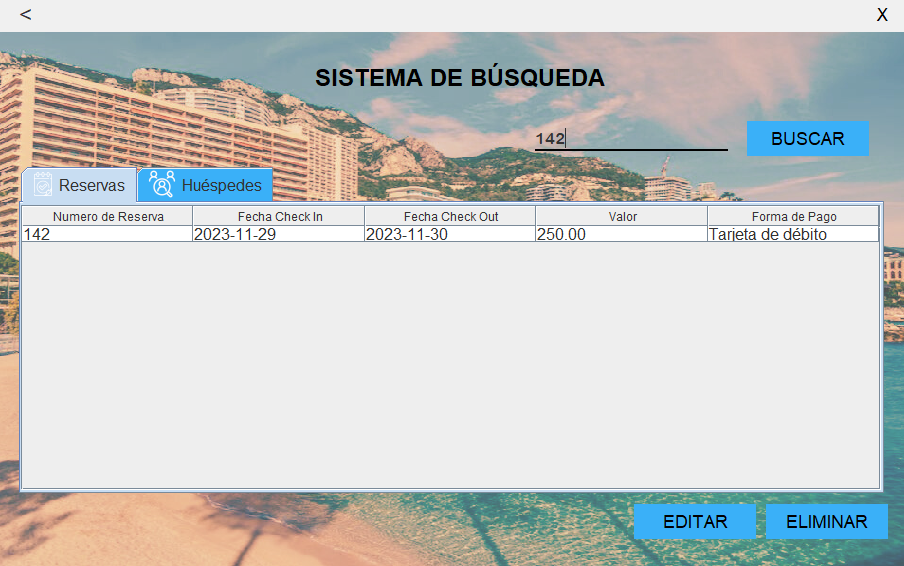 < X
SISTEMA DE BÚSQUEDA
142 BUSCAR
Reservas Huéspedes
Numero de Reserva Fecha Check In Fecha Check Out Valor Forma de Pago
142 2023-11-29 2023-11-30 250.00 Tarjeta de débito
EDITAR ELIMINAR